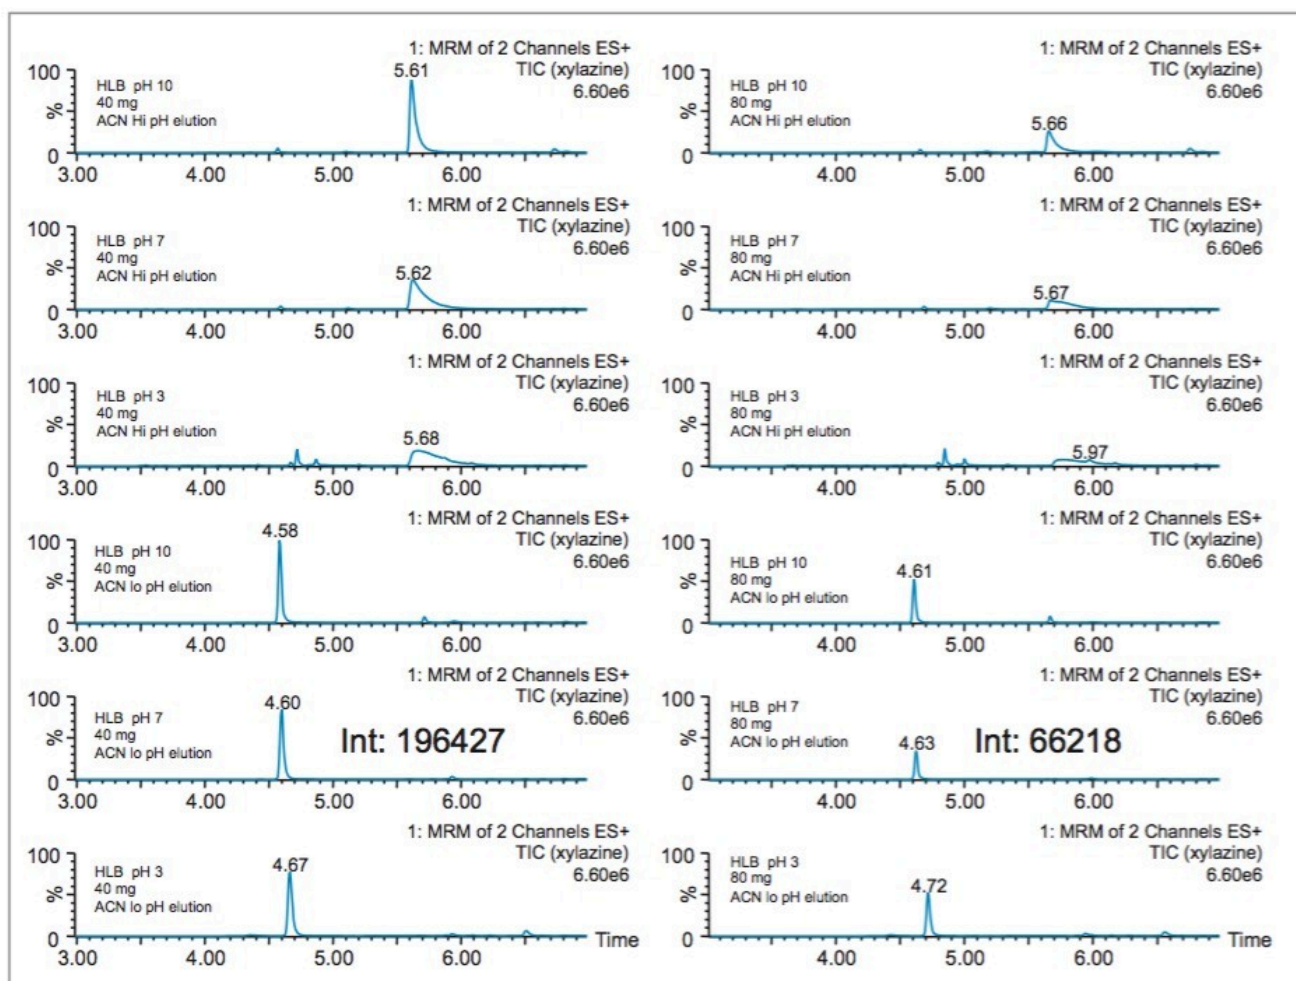 1: MRM of 2 Channels ES+
TIC (xylazine)
6.60e6
HLB pH 10
40 mg
ACN Hi pH elution
5.61
100
%
0
3.00 4.00 5.00 6.00
1: MRM of 2 Channels ES+
TIC (xylazine)
6.60e6
HLB pH 10
80 mg
ACN Hi pH elution
5.66
100
%
0
4.00 5.00 6.00
1: MRM of 2 Channels ES+
TIC (xylazine)
6.60e6
HLB pH 7
40 mg
ACN Hi pH elution
5.62
100
%
0
3.00 4.00 5.00 6.00
1: MRM of 2 Channels ES+
TIC (xylazine)
6.60e6
HLB pH 7
80 mg
ACN Hi pH elution
5.67
100
%
0
4.00 5.00 6.00
1: MRM of 2 Channels ES+
TIC (xylazine)
6.60e6
HLB pH 3
40 mg
ACN Hi pH elution
5.68
100
%
0
3.00 4.00 5.00 6.00
1: MRM of 2 Channels ES+
TIC (xylazine)
6.60e6
HLB pH 3
80 mg
ACN Hi pH elution
5.97
100
%
0
4.00 5.00 6.00
1: MRM of 2 Channels ES+
TIC (xylazine)
6.60e6
HLB pH 10
40 mg
ACN lo pH elution
4.58
100
%
0
3.00 4.00 5.00 6.00
1: MRM of 2 Channels ES+
TIC (xylazine)
6.60e6
HLB pH 10
80 mg
ACN lo pH elution
4.61
100
%
0
4.00 5.00 6.00
1: MRM of 2 Channels ES+
TIC (xylazine)
6.60e6
HLB pH 7
40 mg
ACN lo pH elution
4.60
Int: 196427
100
%
0
3.00 4.00 5.00 6.00
1: MRM of 2 Channels ES+
TIC (xylazine)
6.60e6
HLB pH 7
80 mg
ACN lo pH elution
4.63
Int: 66218
100
%
0
4.00 5.00 6.00
1: MRM of 2 Channels ES+
TIC (xylazine)
6.60e6
HLB pH 3
40 mg
ACN lo pH elution
4.67
100
%
0
Time
3.00 4.00 5.00 6.00
1: MRM of 2 Channels ES+
TIC (xylazine)
6.60e6
HLB pH 3
80 mg
ACN lo pH elution
4.72
100
%
0
Time
4.00 5.00 6.00